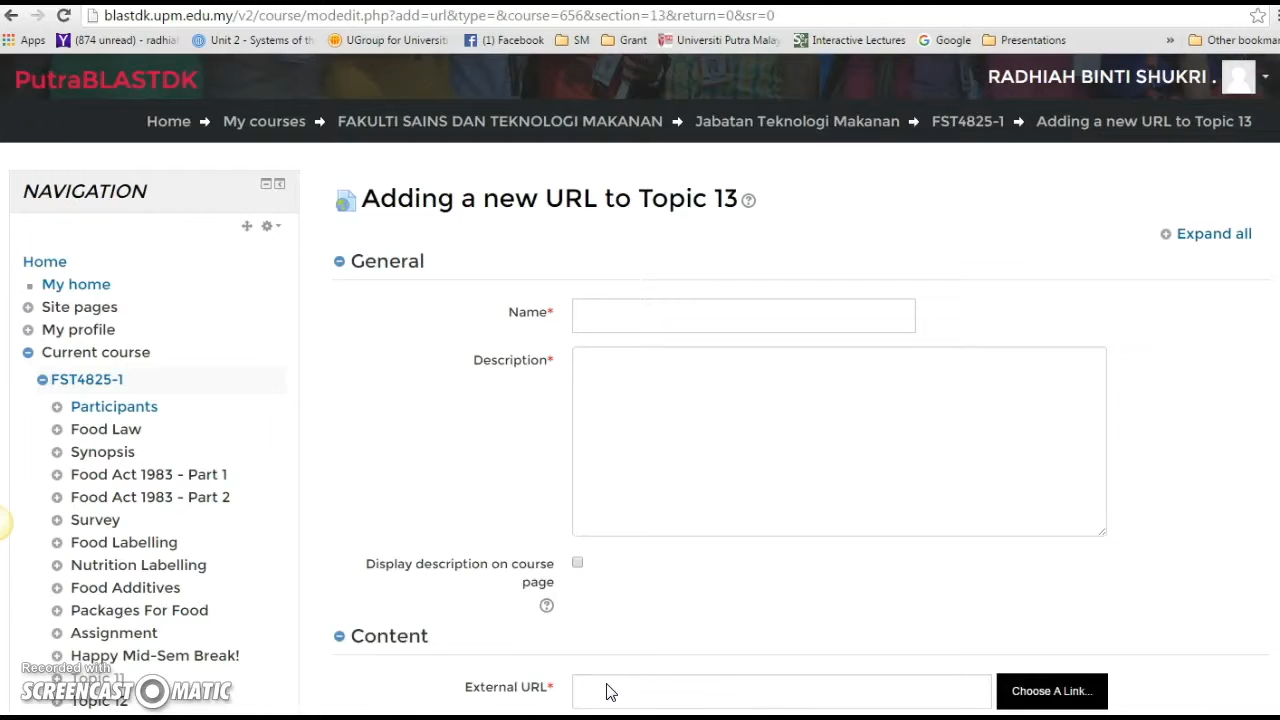 blastdk.upm.edu.my/v2/course/modedit.php?add=url&type=&course=656&section=13&return=0&sr=0
Apps (874 unread) - radhia Unit 2 - Systems of th UGroup for Universiti (1) Facebook SM Grant Universiti Putra Malay Interactive Lectures Google Presentations » Other bookmar
PutraBLASTDK
RADHIAH BINTI SHUKRI .
Home My courses FAKULTI SAINS DAN TEKNOLOGI MAKANAN Jabatan Teknologi Makanan FST4825-1 Adding a new URL to Topic 13
NAVIGATION
Home
My home
Site pages
My profile
Current course
FST4825-1
Participants
Food Law
Synopsis
Food Act 1983 - Part 1
Food Act 1983 - Part 2
Survey
Food Labelling
Nutrition Labelling
Food Additives
Packages For Food
Assignment
Happy Mid-Sem Break!
Topic 11
Topic 12
Adding a new URL to Topic 13
Expand all
General
Name*
Description*
Display description on course
page
Content
External URL*
Choose A Link...
Recorded with
SCREENCAST MATIC